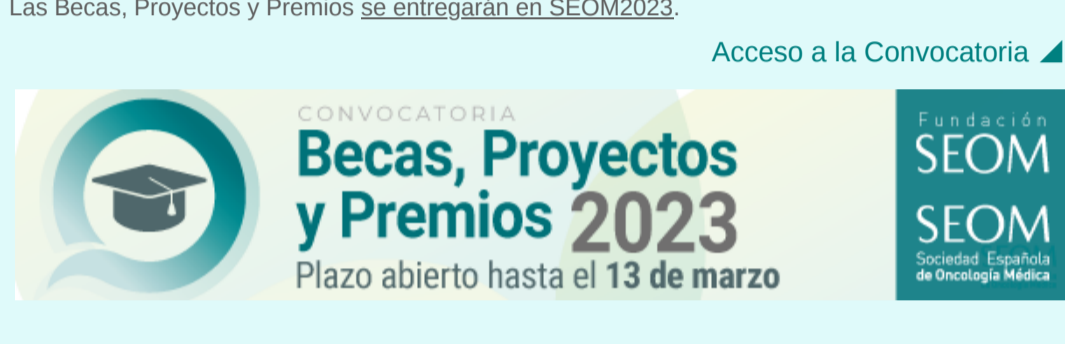 Las Becas, Proyectos y Premios se entregarán en SEOM2023.
Acceso a la Convocatoria
CONVOCATORIA
Becas, Proyectos
y Premios 2023
Plazo abierto hasta el 13 de marzo
Fundación
SEOM
SEOM
Sociedad Española
de Oncología Médica